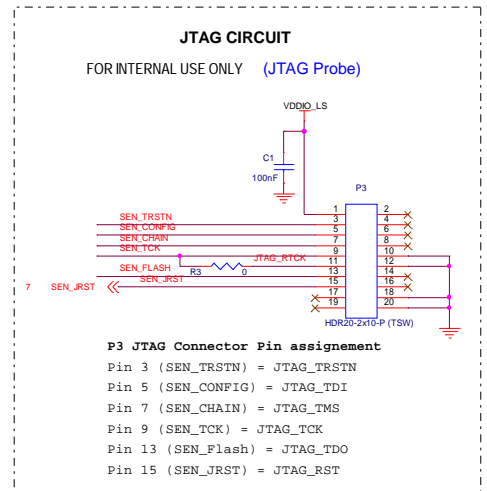 JTAG CIRCUIT
FOR INTERNAL USE ONLY (JTAG Probe)
VDDIO_LS
C1
100nF
P3
1 2
SEN_TRSTN 3 4
SEN_CONFIG 5 6
SEN_CHAIN 7 8
SEN_TCK 9 10
JTAG_RTCK 11 12
SEN_FLASH R3 0 13 14
7 SEN_JRST SEN_JRST 15 16
17 18
19 20
HDR20-2x10-P (TSW)
P3 JTAG Connector Pin assignement
Pin 3 (SEN_TRSTN) = JTAG_TRSTN
Pin 5 (SEN_CONFIG) = JTAG_TDI
Pin 7 (SEN_CHAIN) = JTAG_TMS
Pin 9 (SEN_TCK) = JTAG_TCK
Pin 13 (SEN_Flash) = JTAG_TDO
Pin 15 (SEN_JRST) = JTAG_RST